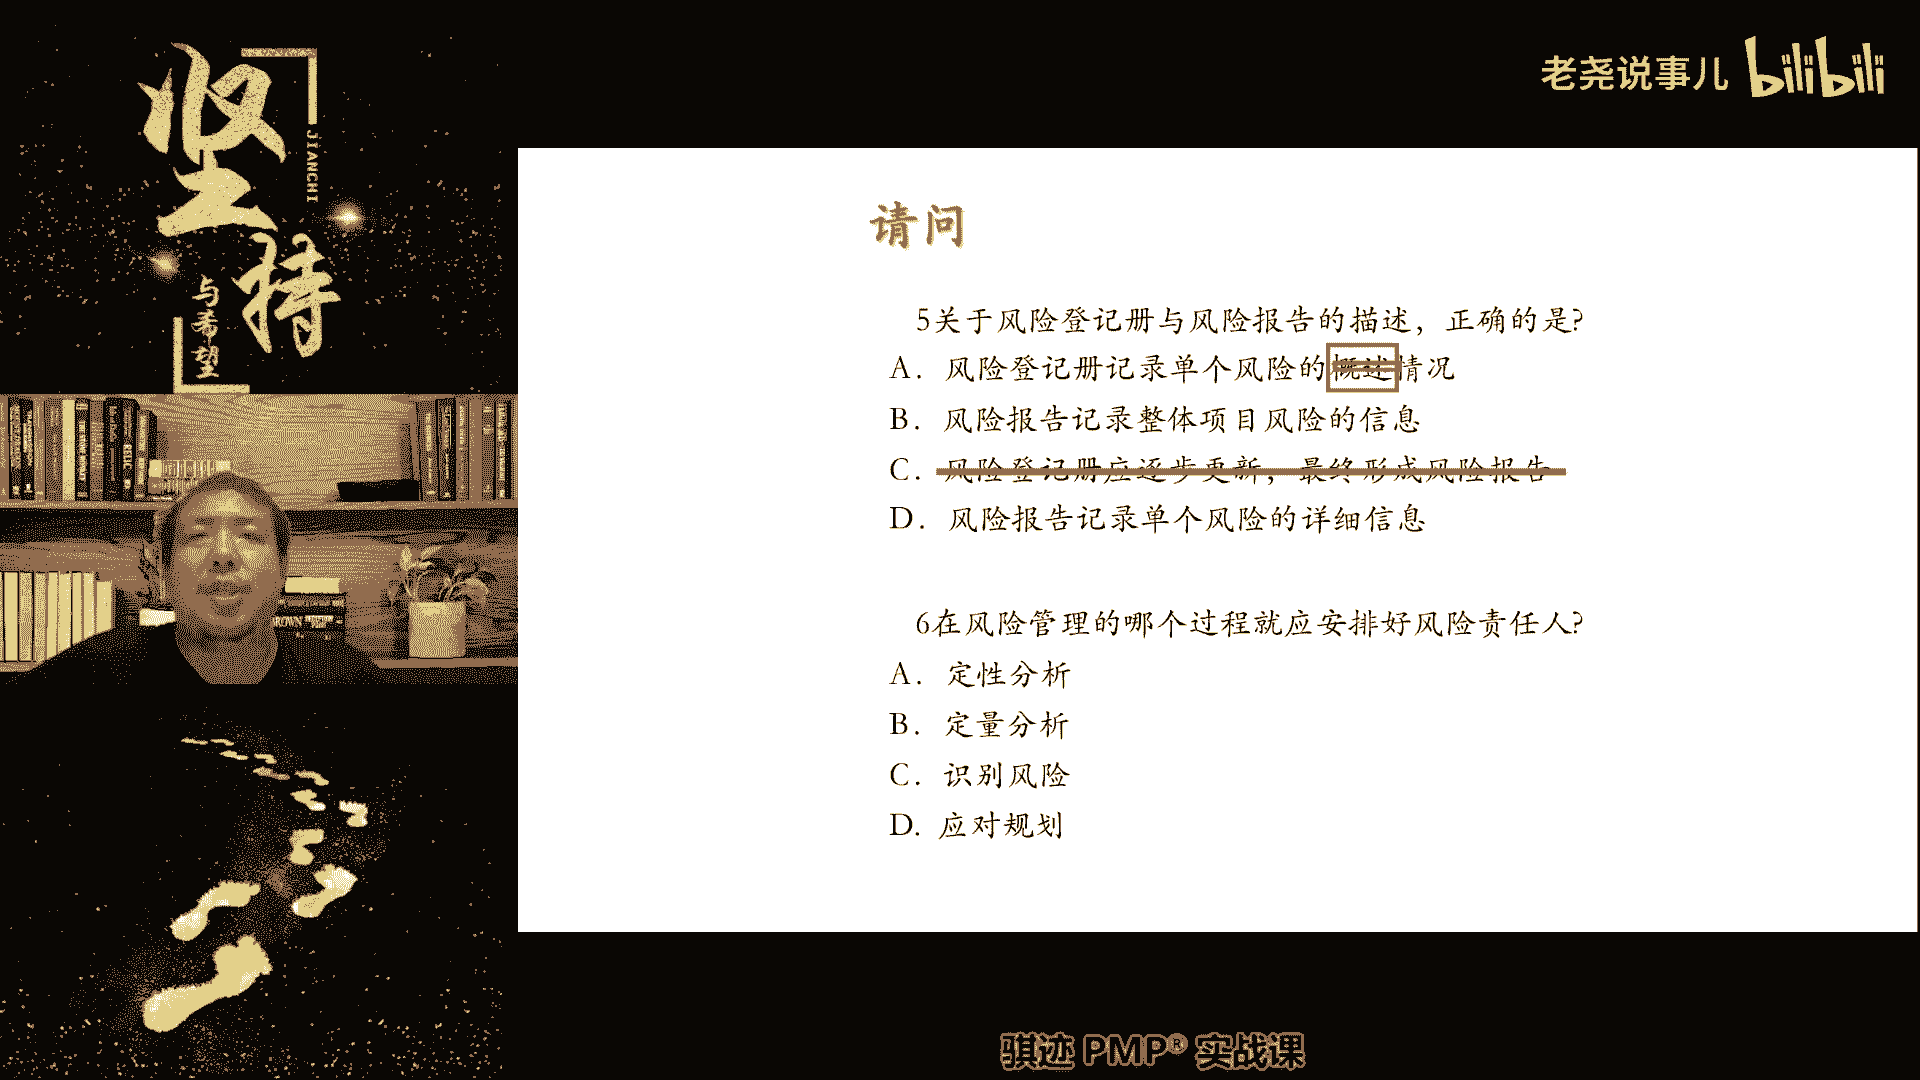 坚持
JIANCHI
与希望
老尧说事儿 bilibili
请问
5关于风险登记册与风险报告的描述，正确的是?
A. 风险登记册记录单个风险的概述情况
B. 风险报告记录整体项目风险的信息
C. 风险登记册应逐步更新，最终形成风险报告
D. 风险报告记录单个风险的详细信息
6在风险管理的哪个过程就应安排好风险责任人?
A. 定性分析
B. 定量分析
C. 识别风险
D. 应对规划
骐迹 PMP® 实战课